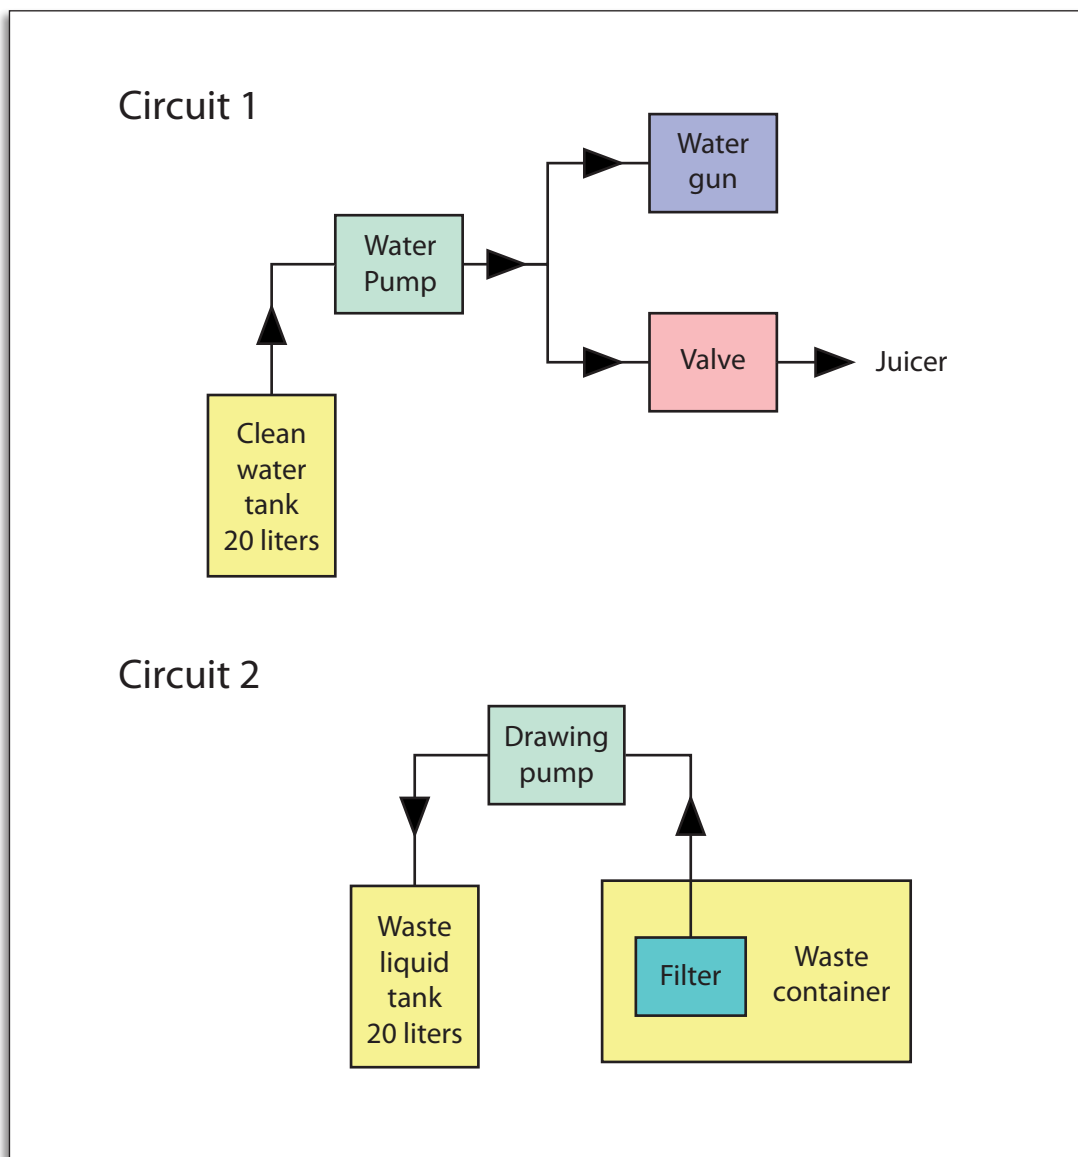 Circuit 1
Water
gun
Water
Pump
Valve
Juicer
Clean
water
tank
20 liters
Circuit 2
Drawing
pump
Waste
liquid
tank
20 liters
Filter
Waste
container